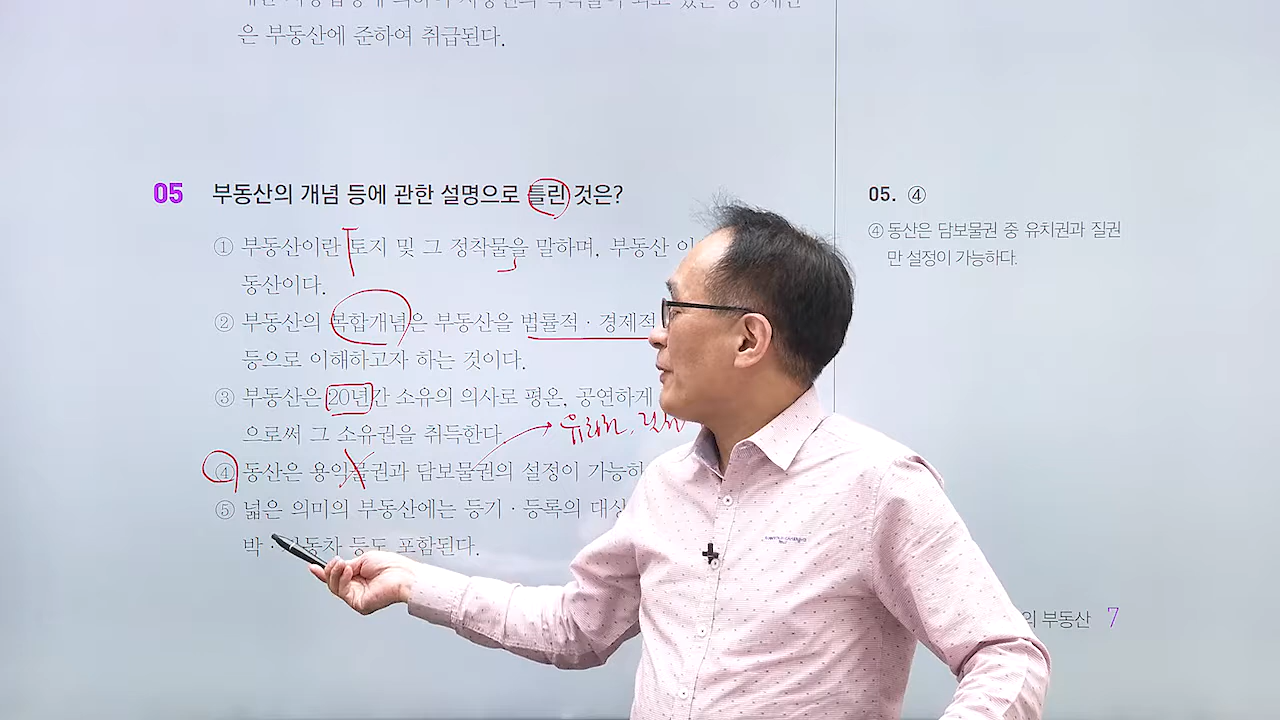 은 부동산에 준하여 취급된다.
05 부동산의 개념 등에 관한 설명으로 틀린 것은?
① 부동산이란 토지 및 그 정착물을 말하며, 부동산 이
동산이다.
② 부동산의 복합개념은 부동산을 법률적·경제적
등으로 이해하고자 하는 것이다.
③ 부동산은 20년간 소유의 의사로 평온, 공연하게
으로써 그 소유권을 취득한다
유치권,
④ 동산은 용익물권과 담보물권의 설정이 가능하
⑤ 넓은 의미의 부동산에는 등기·등록의 대상
박·자동차 등도 포함된다.
05. ④
④ 동산은 담보물권 중 유치권과 질권
만 설정이 가능하다.
의 부동산 7